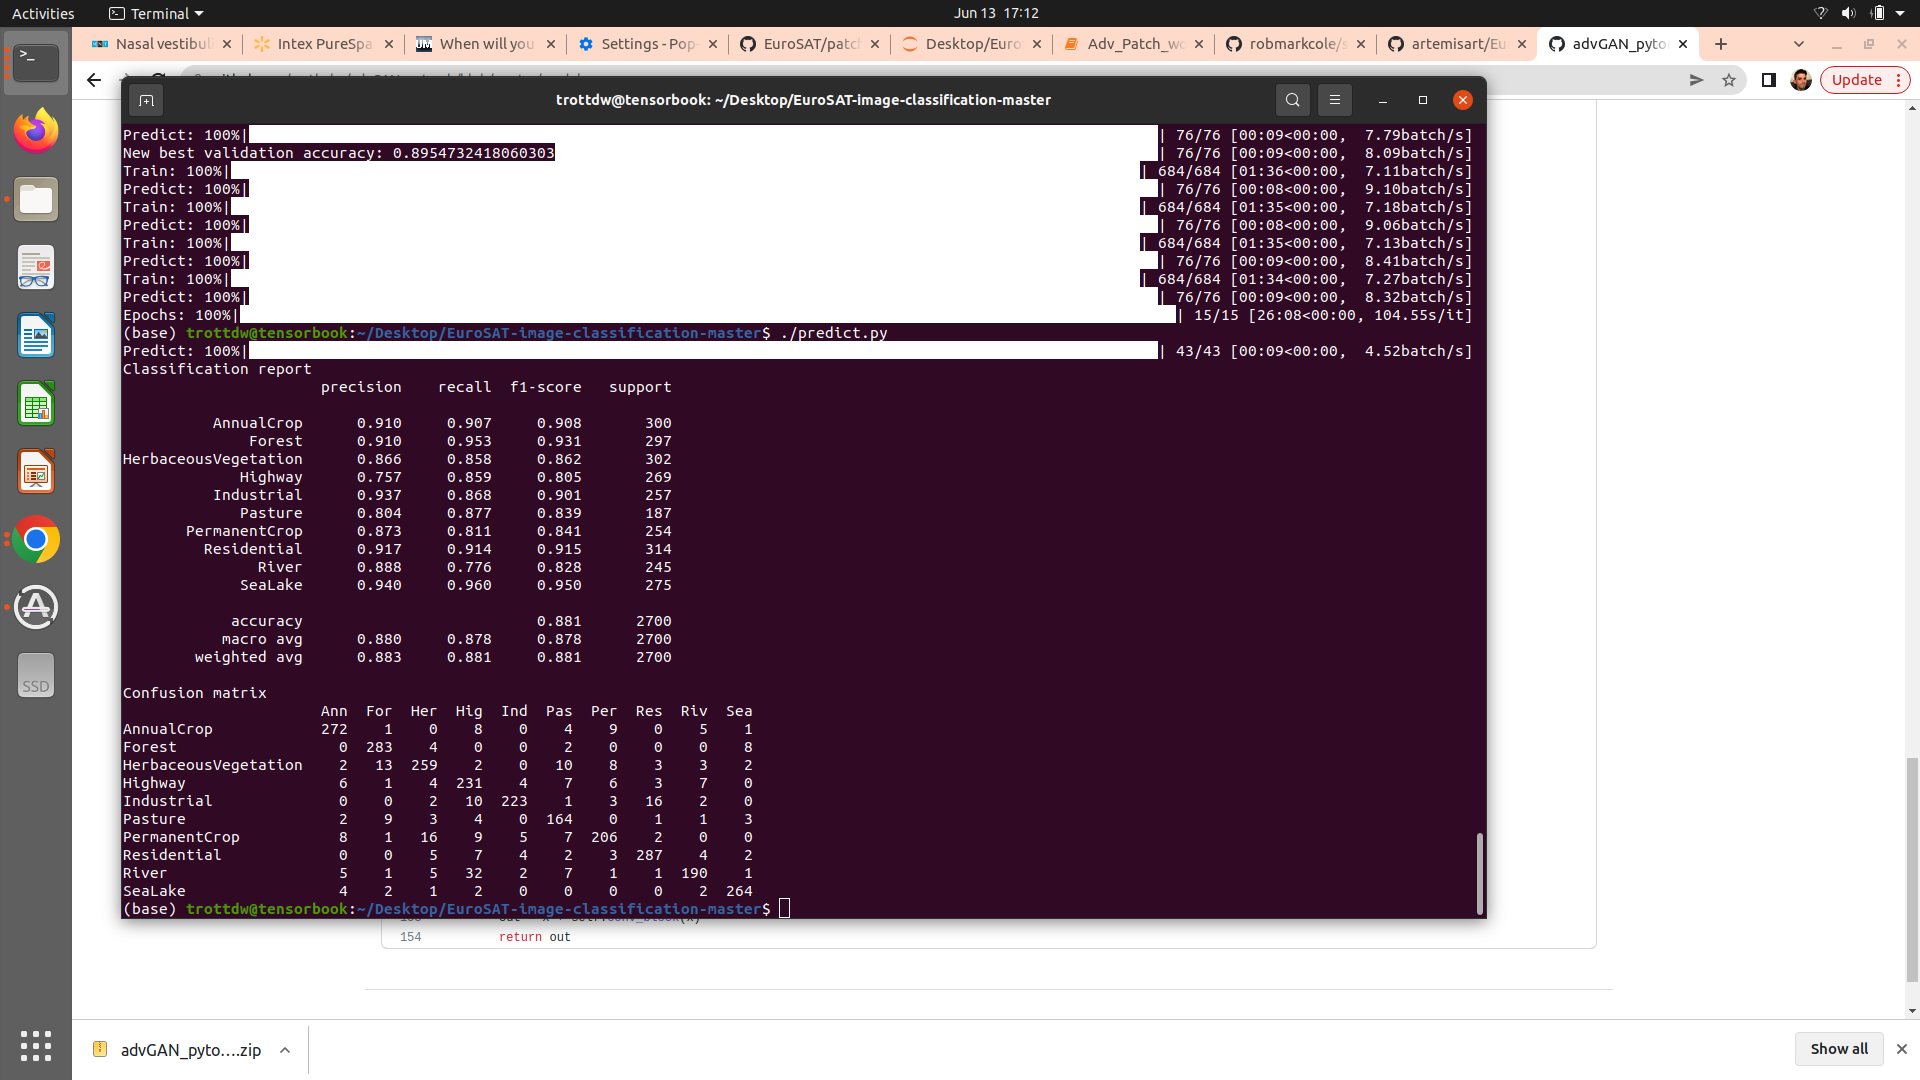 Activities Terminal Jun 13 17:12
Nasal vestibul Intex PureSpa When will you Settings - Pop- EuroSAT/patc Desktop/Euro Adv_Patch_wo robmarkcole/s artemisart/Eu advGAN_pyto
Update
trottdw@tensorbook: ~/Desktop/EuroSAT-image-classification-master
Predict: 100%| | 76/76 [00:09<00:00, 7.79batch/s]
New best validation accuracy: 0.8954732418060303 | 76/76 [00:09<00:00, 8.09batch/s]
Train: 100%| | 684/684 [01:36<00:00, 7.11batch/s]
Predict: 100%| | 76/76 [00:08<00:00, 9.10batch/s]
Train: 100%| | 684/684 [01:35<00:00, 7.18batch/s]
Predict: 100%| | 76/76 [00:08<00:00, 9.06batch/s]
Train: 100%| | 684/684 [01:35<00:00, 7.13batch/s]
Predict: 100%| | 76/76 [00:09<00:00, 8.41batch/s]
Train: 100%| | 684/684 [01:34<00:00, 7.27batch/s]
Predict: 100%| | 76/76 [00:09<00:00, 8.32batch/s]
Epochs: 100%| | 15/15 [26:08<00:00, 104.55s/it]
(base) trottdw@tensorbook:~/Desktop/EuroSAT-image-classification-master$ ./predict.py
Predict: 100%| | 43/43 [00:09<00:00, 4.52batch/s]
Classification report
precision recall f1-score support
AnnualCrop 0.910 0.907 0.908 300
Forest 0.910 0.953 0.931 297
HerbaceousVegetation 0.866 0.858 0.862 302
Highway 0.757 0.859 0.805 269
Industrial 0.937 0.868 0.901 257
Pasture 0.804 0.877 0.839 187
PermanentCrop 0.873 0.811 0.841 254
Residential 0.917 0.914 0.915 314
River 0.888 0.776 0.828 245
SeaLake 0.940 0.960 0.950 275
accuracy 0.881 2700
macro avg 0.880 0.878 0.878 2700
weighted avg 0.883 0.881 0.881 2700
Confusion matrix
Ann For Her Hig Ind Pas Per Res Riv Sea
AnnualCrop 272 1 0 8 0 4 9 0 5 1
Forest 0 283 4 0 0 2 0 0 0 8
HerbaceousVegetation 2 13 259 2 0 10 8 3 3 2
Highway 6 1 4 231 4 7 6 3 7 0
Industrial 0 0 2 10 223 1 3 16 2 0
Pasture 2 9 3 4 0 164 0 1 1 3
PermanentCrop 8 1 16 9 5 7 206 2 0 0
Residential 0 0 5 7 4 2 3 287 4 2
River 5 1 5 32 2 7 1 1 190 1
SeaLake 4 2 1 2 0 0 0 0 2 264
(base) trottdw@tensorbook:~/Desktop/EuroSAT-image-classification-master$
154 return out
SSD
advGAN_pyto....zip Show all